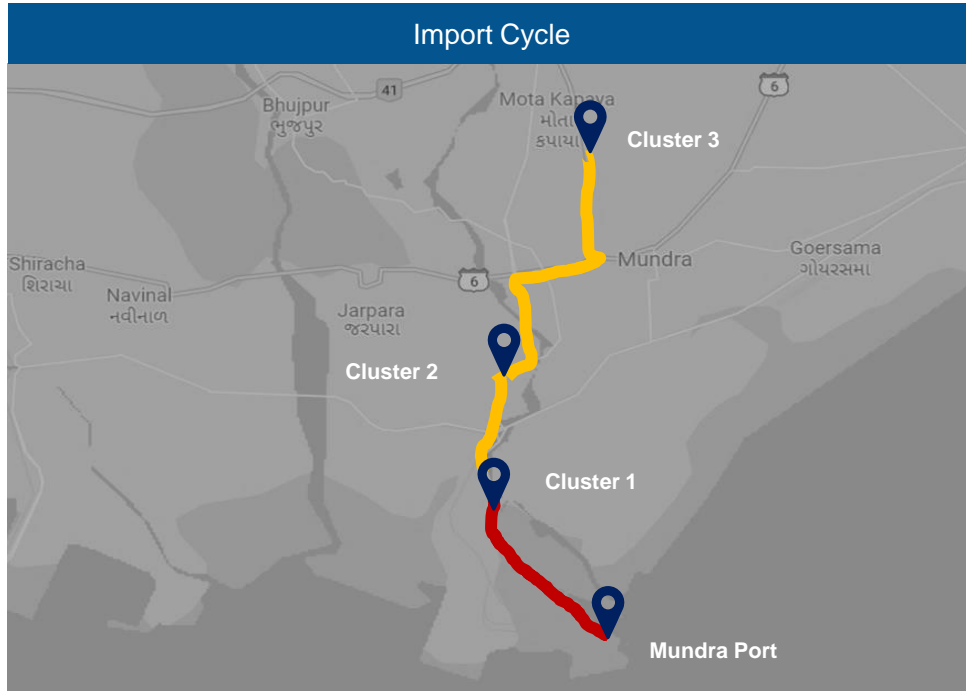 Import Cycle
41
6
Bhujpur
ભુજપુર
Mota Kapaya
મોટા
કપાયા
Cluster 3
Shiracha
શિરાચા
Navinal
નવીનાળ
6
Mundra
Goersama
ગોયરસમા
Jarpara
જરપારા
Cluster 2
Cluster 1
Mundra Port